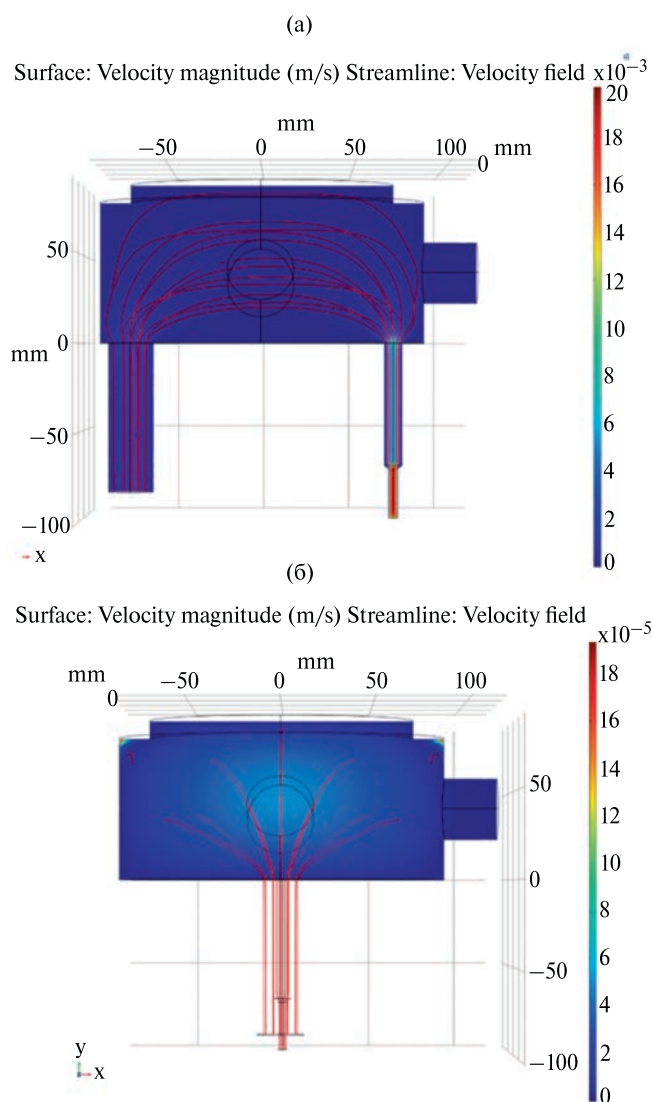 (а)
Surface: Velocity magnitude (m/s) Streamline: Velocity field x10−3
mm
−50 0 50 100 mm
0
20
18
16
14
12
10
8
6
4
2
0
50
mm 0
−50
−100
x
(б)
Surface: Velocity magnitude (m/s) Streamline: Velocity field
x10−5
mm
mm −50 0 50 100
0
18
16
14
12
10
8
6
4
2
0
50
0
−50
−100
y
x